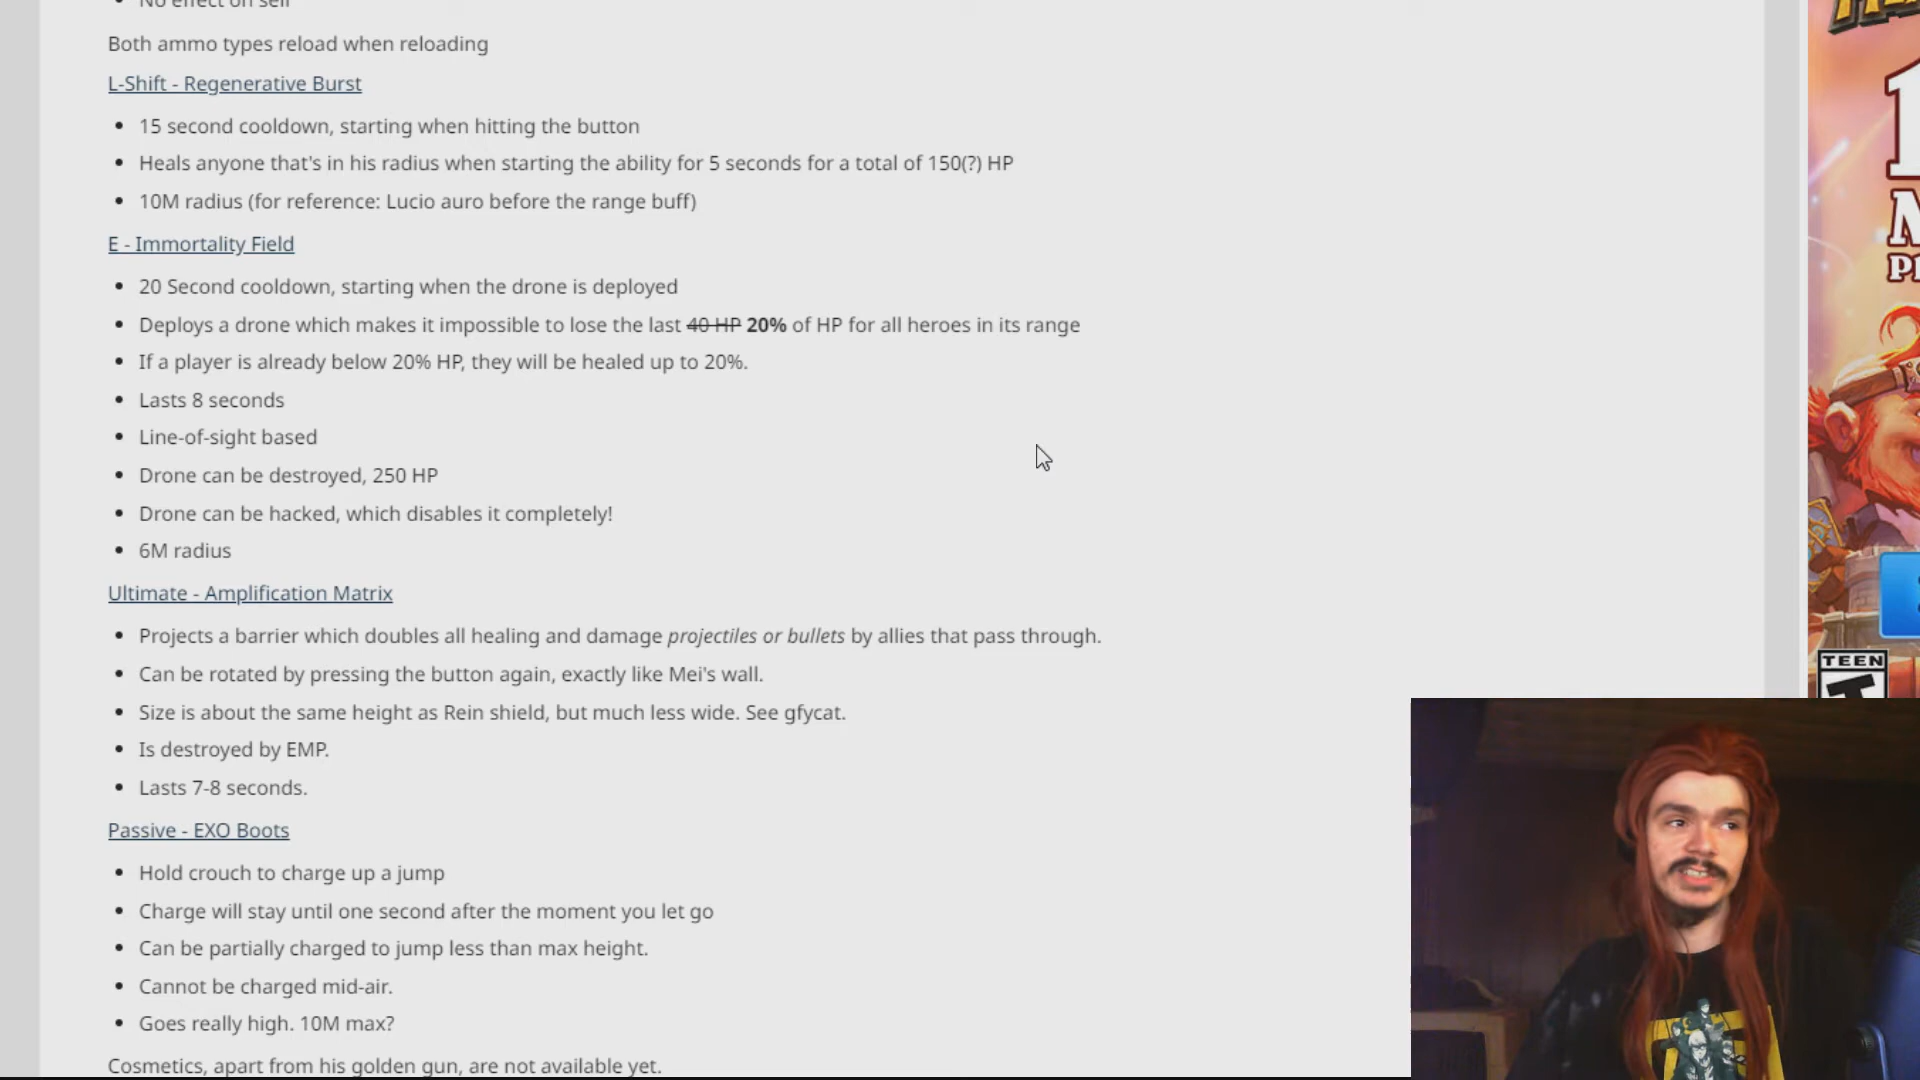 No effect on self
Both ammo types reload when reloading
L-Shift - Regenerative Burst
15 second cooldown, starting when hitting the button
Heals anyone that's in his radius when starting the ability for 5 seconds for a total of 150(?) HP
10M radius (for reference: Lucio auro before the range buff)
E - Immortality Field
20 Second cooldown, starting when the drone is deployed
Deploys a drone which makes it impossible to lose the last 40 HP 20% of HP for all heroes in its range
If a player is already below 20% HP, they will be healed up to 20%.
Lasts 8 seconds
Line-of-sight based
Drone can be destroyed, 250 HP
Drone can be hacked, which disables it completely!
6M radius
Ultimate - Amplification Matrix
Projects a barrier which doubles all healing and damage projectiles or bullets by allies that pass through.
Can be rotated by pressing the button again, exactly like Mei's wall.
Size is about the same height as Rein shield, but much less wide. See gfycat.
Is destroyed by EMP.
Lasts 7-8 seconds.
Passive - EXO Boots
Hold crouch to charge up a jump
Charge will stay until one second after the moment you let go
Can be partially charged to jump less than max height.
Cannot be charged mid-air.
Goes really high. 10M max?
Cosmetics, apart from his golden gun, are not available yet.
TEEN
T